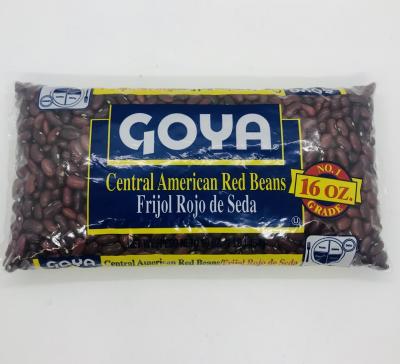 GOYA
GOYA
Central American Red Beans
Frijol Rojo de Seda
NO.1
16 OZ.
GRADE
U
GOYA Central American Red Beans/Frijol Rojo de Seda